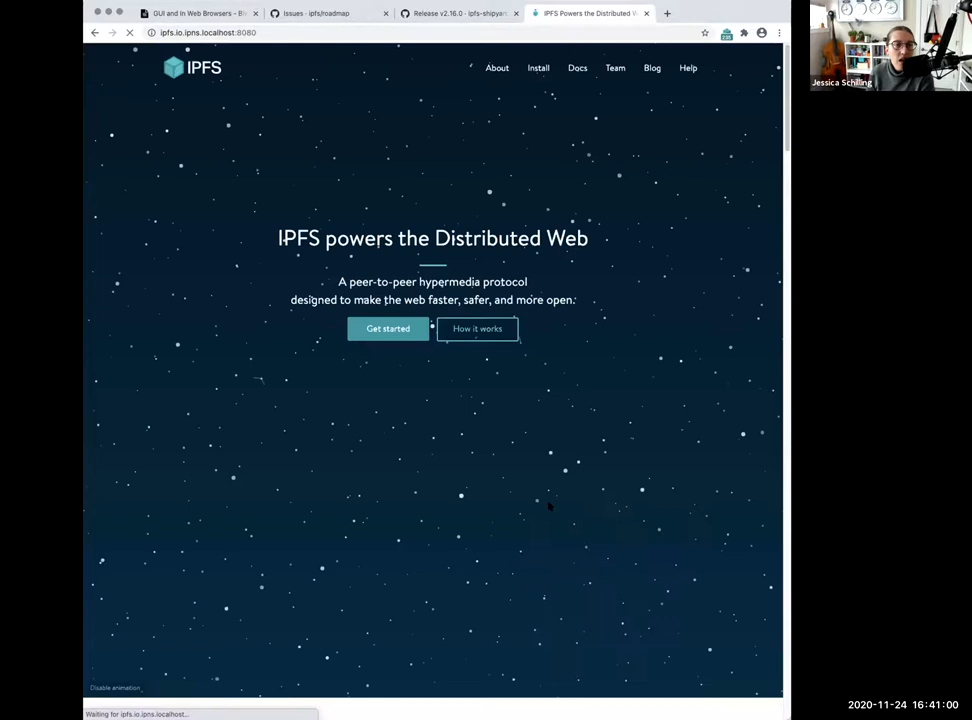 GUI and In Web Browsers - Bi
Issues · ipfs/roadmap
Release v2.16.0 · ipfs-shipyar
IPFS Powers the Distributed W
ipfs.io.ipns.localhost:8080
IPFS
About
Install
Docs
Team
Blog
Help
Jessica Schilling
IPFS powers the Distributed Web
A peer-to-peer hypermedia protocol
designed to make the web faster, safer, and more open.
Get started
How it works
Disable animation
Waiting for ipfs.io.ipns.localhost...
2020-11-24 16:41:00